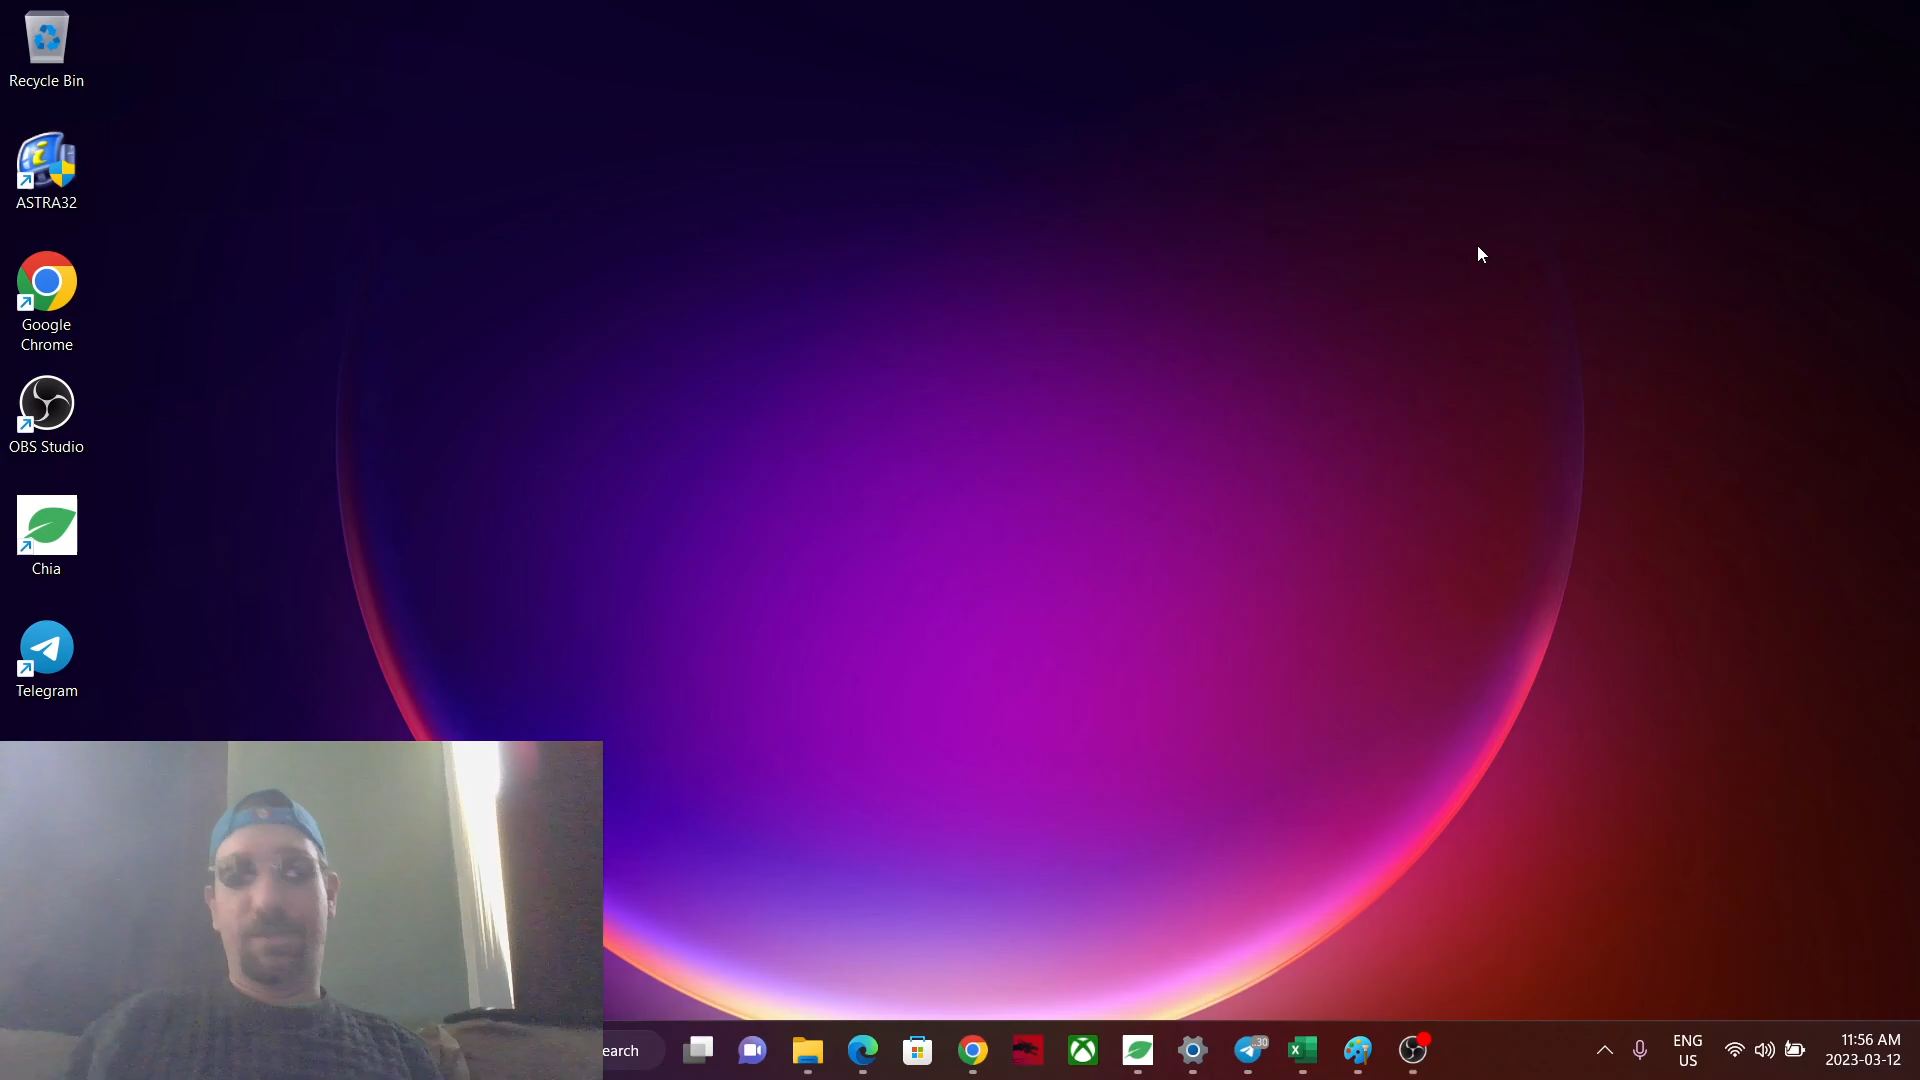 Recycle Bin
ASTRA32
Google
Chrome
OBS Studio
Chia
Telegram
earch
..30
ENG
US
11:56 AM
2023-03-12